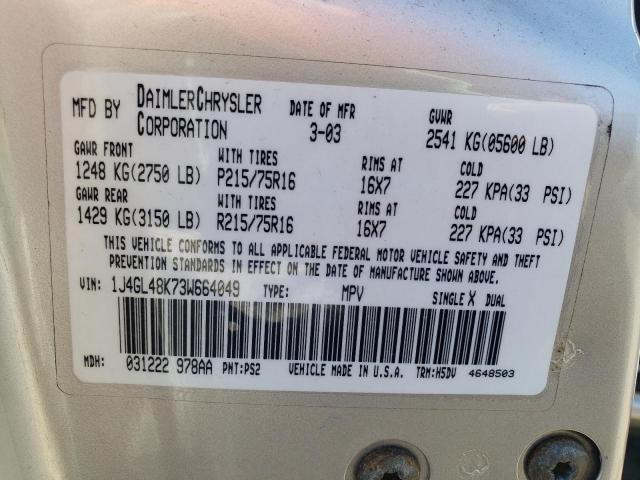 MFD BY DAIMLERCHRYSLER CORPORATION DATE OF MFR 3-03 GVWR 2541 KG(05600 LB)
GAWR FRONT WITH TIRES RIMS AT COLD
1248 KG(2750 LB) P215/75R16 16X7 227 KPA(33 PSI)
GAWR REAR WITH TIRES RIMS AT COLD
1429 KG(3150 LB) R215/75R16 16X7 227 KPA(33 PSI)
THIS VEHICLE CONFORMS TO ALL APPLICABLE FEDERAL MOTOR VEHICLE SAFETY AND THEFT
PREVENTION STANDARDS IN EFFECT ON THE DATE OF MANUFACTURE SHOWN ABOVE.
VIN: 1J4GL48K73W664049 TYPE: MPV SINGLE X DUAL
MDH: 031222 978AA PNT:PS2 VEHICLE MADE IN U.S.A. TRM:H5DV 4648503